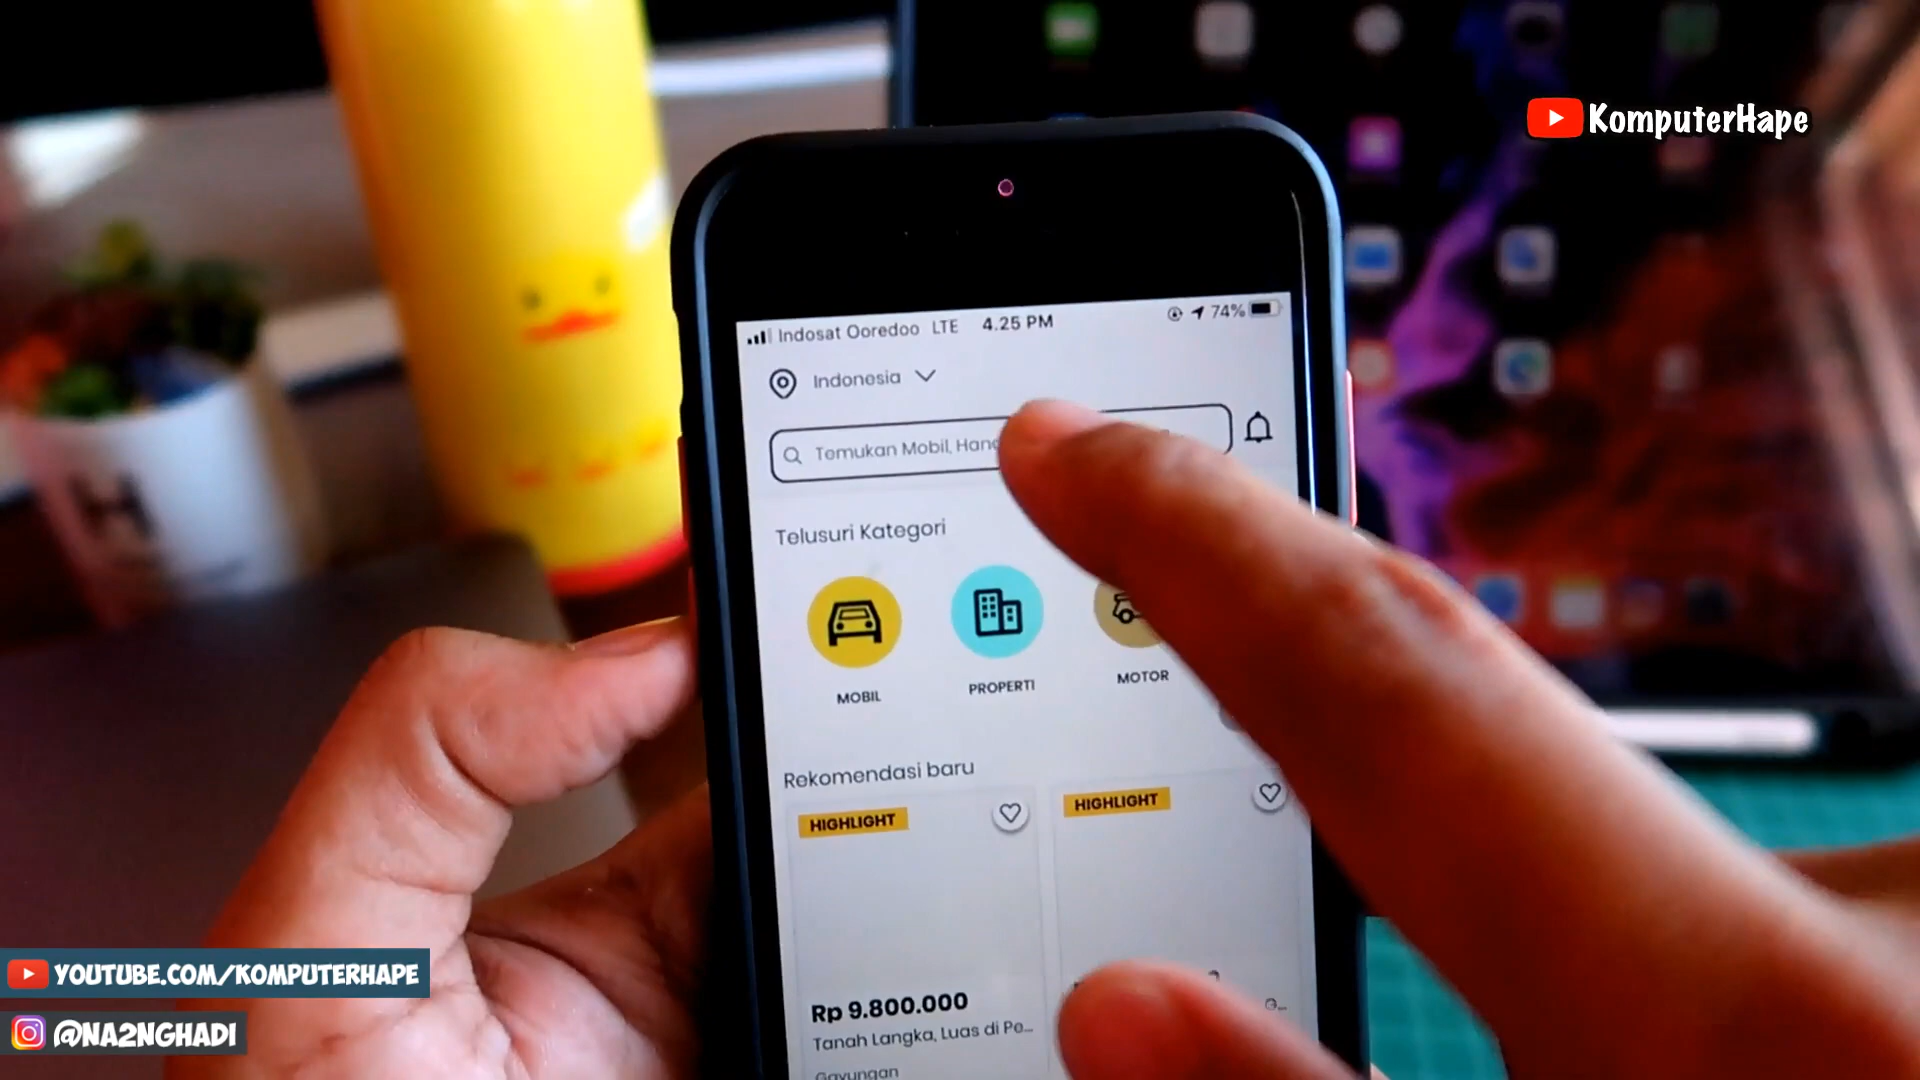 KomputerHape
Indosat Ooredoo LTE 4.25 PM 74%
Indonesia
Temukan Mobil,
Telusuri Kategori
MOBIL
PROPERTI
MOTOR
Rekomendasi baru
HIGHLIGHT
HIGHLIGHT
Rp 9.800.000
Tanah Langka, Luas di Pe...
G...
Gayungan
H
YOUTUBE.COM/KOMPUTERHAPE
@NA2NGHADI